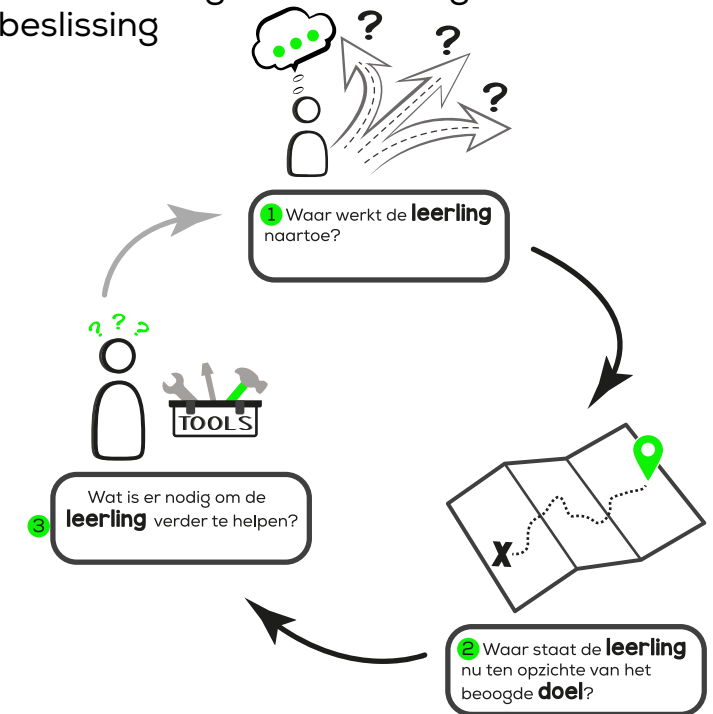 beslissing
? ? ?
1 Waar werkt de leerling
naartoe?
? ? ?
TOOLS
3 Wat is er nodig om de
leerling verder te helpen?
X
2 Waar staat de leerling
nu ten opzichte van het
beoogde doel?